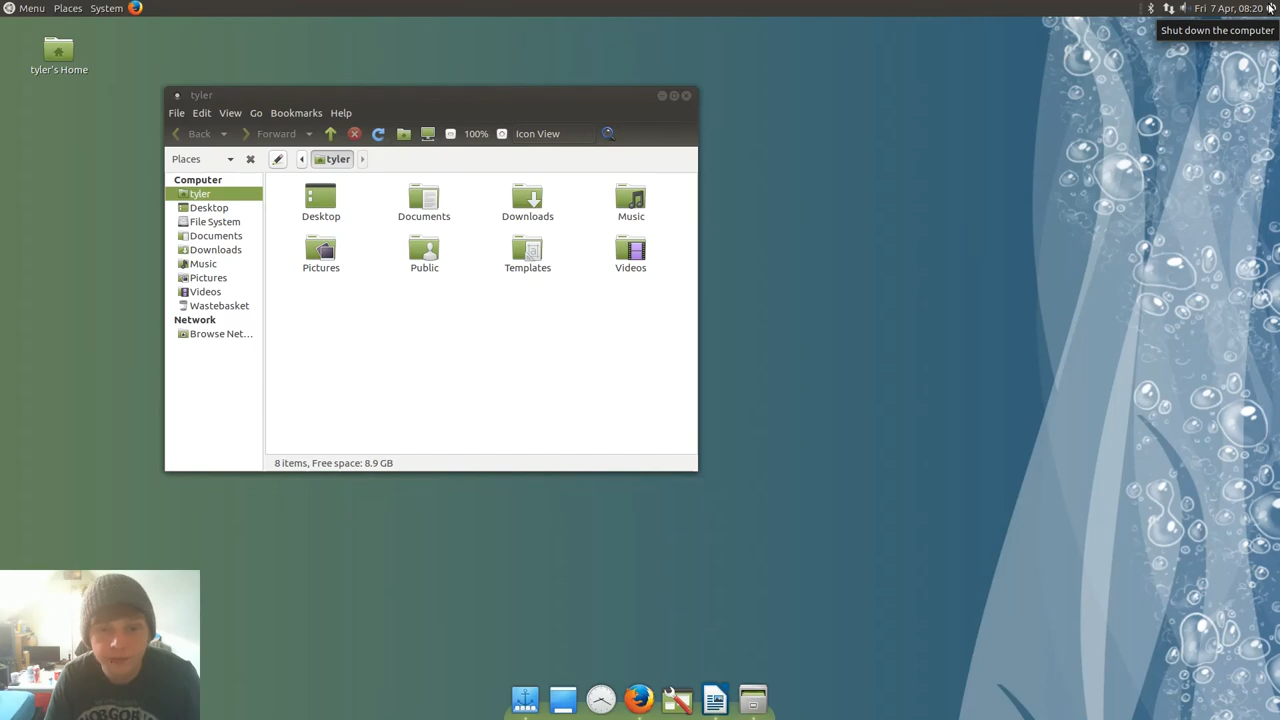 Menu Places System
Fri 7 Apr, 08:20
Shut down the computer
tyler's Home
tyler
File Edit View Go Bookmarks Help
Back Forward 100% Icon View
Places tyler
Computer
tyler
Desktop
File System
Documents
Downloads
Music
Pictures
Videos
Wastebasket
Network
Browse Net...
Desktop Documents Downloads Music
Pictures Public Templates Videos
8 items, Free space: 8.9 GB